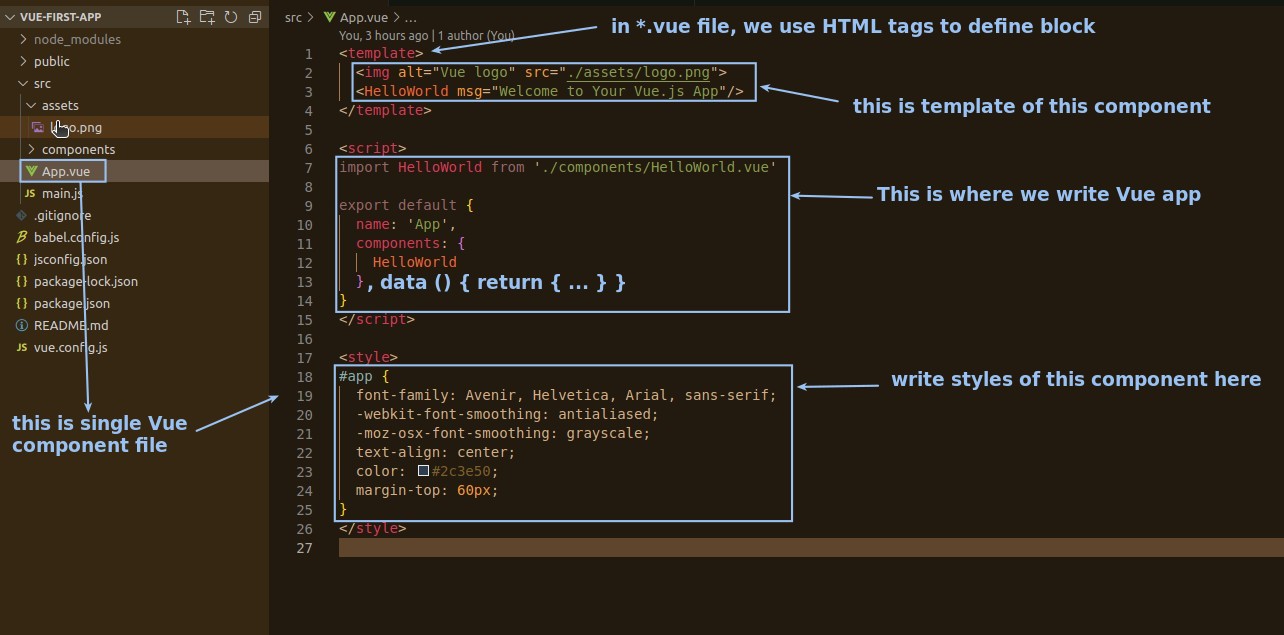 VUE-FIRST-APP
node_modules
public
src
assets
logo.png
components
App.vue
JS main.js
.gitignore
babel.config.js
{} jsconfig.json
{} package-lock.json
{} package.json
README.md
JS vue.config.js
this is single Vue
component file
src > App.vue > ...
You, 3 hours ago | 1 author (You)
in *.vue file, we use HTML tags to define block
1 <template>
2 <img alt="Vue logo" src="./assets/logo.png">
3 <HelloWorld msg="Welcome to Your Vue.js App"/>
this is template of this component
4 </template>
5
6 <script>
7 import HelloWorld from './components/HelloWorld.vue'
8
This is where we write Vue app
9 export default {
10 name: 'App',
11 components: {
12 HelloWorld
13 } , data () { return { ... } }
14 }
15 </script>
16
17 <style>
18 #app {
write styles of this component here
19 font-family: Avenir, Helvetica, Arial, sans-serif;
20 -webkit-font-smoothing: antialiased;
21 -moz-osx-font-smoothing: grayscale;
22 text-align: center;
23 color: #2c3e50;
24 margin-top: 60px;
25 }
26 </style>
27